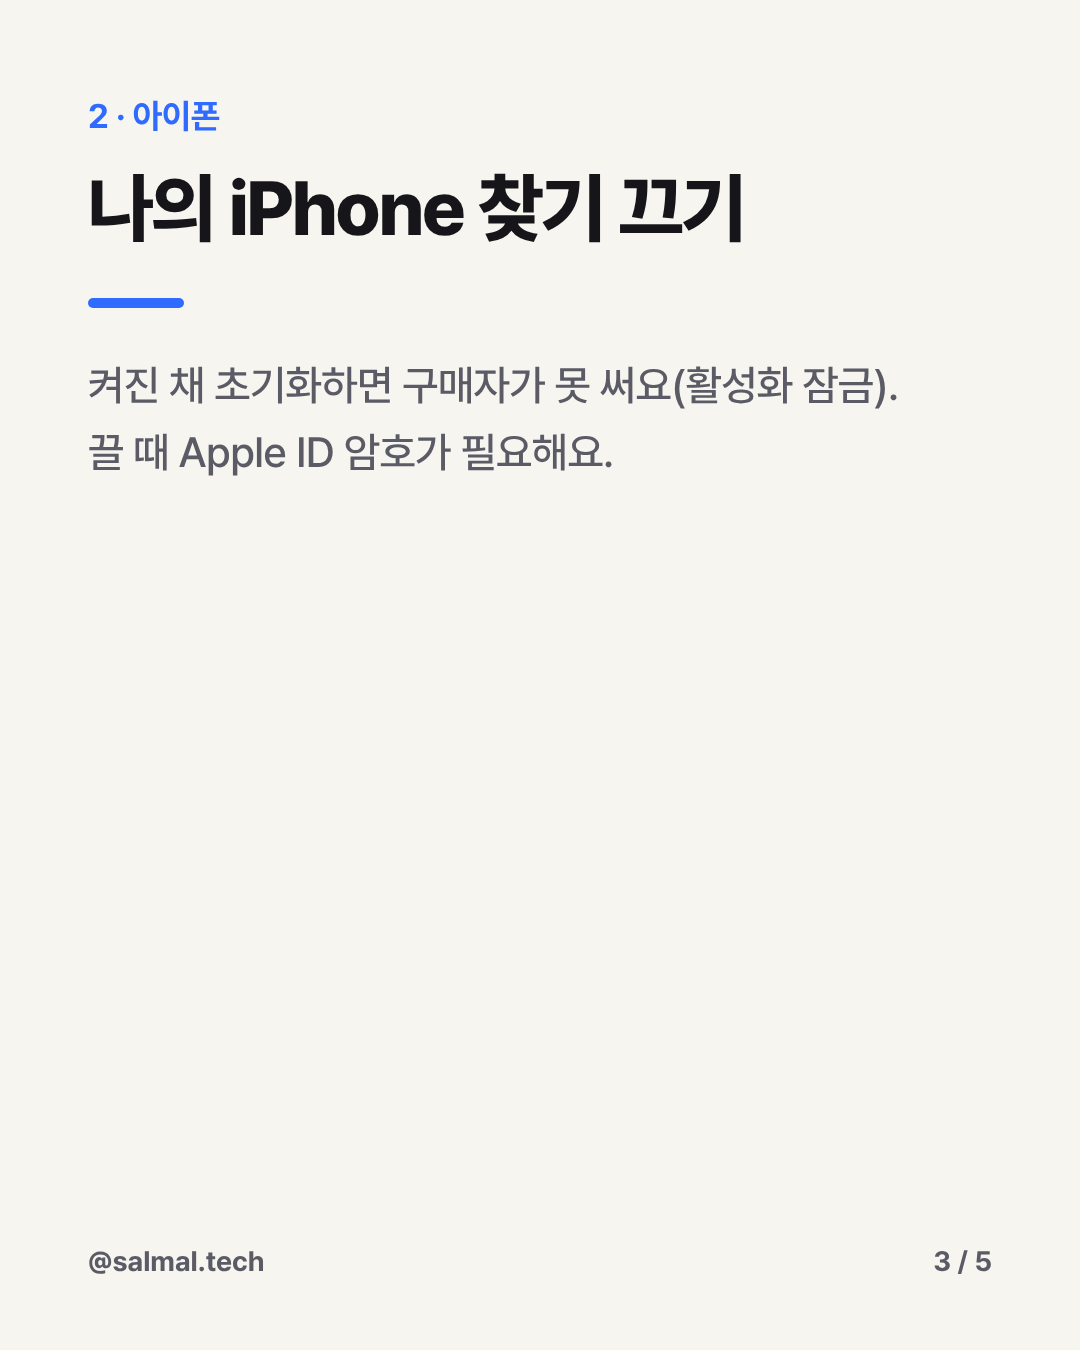 2 · 아이폰
나의 iPhone 찾기 끄기
켜진 채 초기화하면 구매자가 못 써요(활성화 잠금).
끌 때 Apple ID 암호가 필요해요.
@salmal.tech
3 / 5